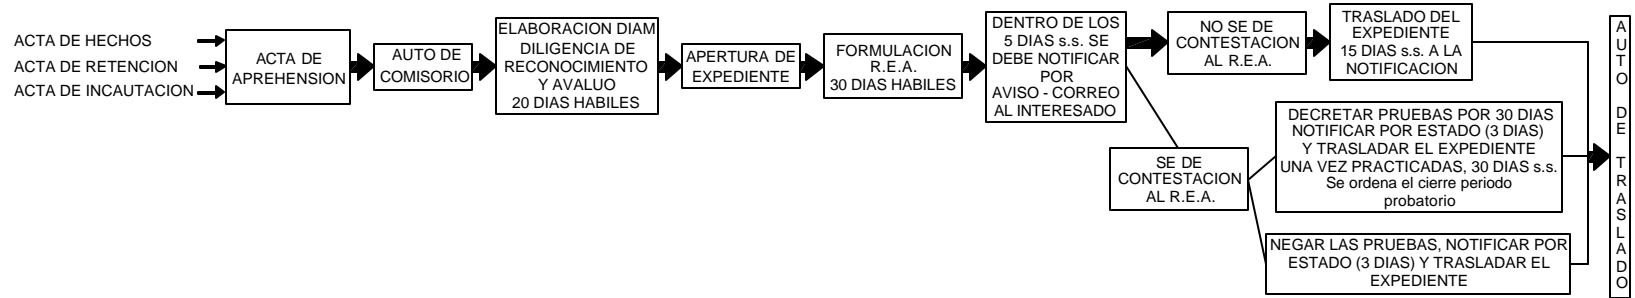 ACTA DE HECHOS
ACTA DE RETENCION
ACTA DE INCAUTACION
ACTA DE
APREHENSION
AUTO DE
COMISORIO
ELABORACION DIAM
DILIGENCIA DE
RECONOCIMIENTO
Y AVALUO
20 DIAS HABILES
APERTURA DE
EXPEDIENTE
FORMULACION
R.E.A.
30 DIAS HABILES
DENTRO DE LOS
5 DIAS s.s. SE
DEBE NOTIFICAR
POR
AVISO - CORREO
AL INTERESADO
NO SE DE
CONTESTACION
AL R.E.A.
TRASLADO DEL
EXPEDIENTE
15 DIAS s.s. A LA
NOTIFICACION
SE DE
CONTESTACION
AL R.E.A.
DECRETAR PRUEBAS POR 30 DIAS
NOTIFICAR POR ESTADO (3 DIAS)
Y TRASLADAR EL EXPEDIENTE
UNA VEZ PRACTICADAS, 30 DIAS s.s.
Se ordena el cierre periodo
probatorio
NEGAR LAS PRUEBAS, NOTIFICAR POR
ESTADO (3 DIAS) Y TRASLADAR EL
EXPEDIENTE
AUTO DE TRASLADO